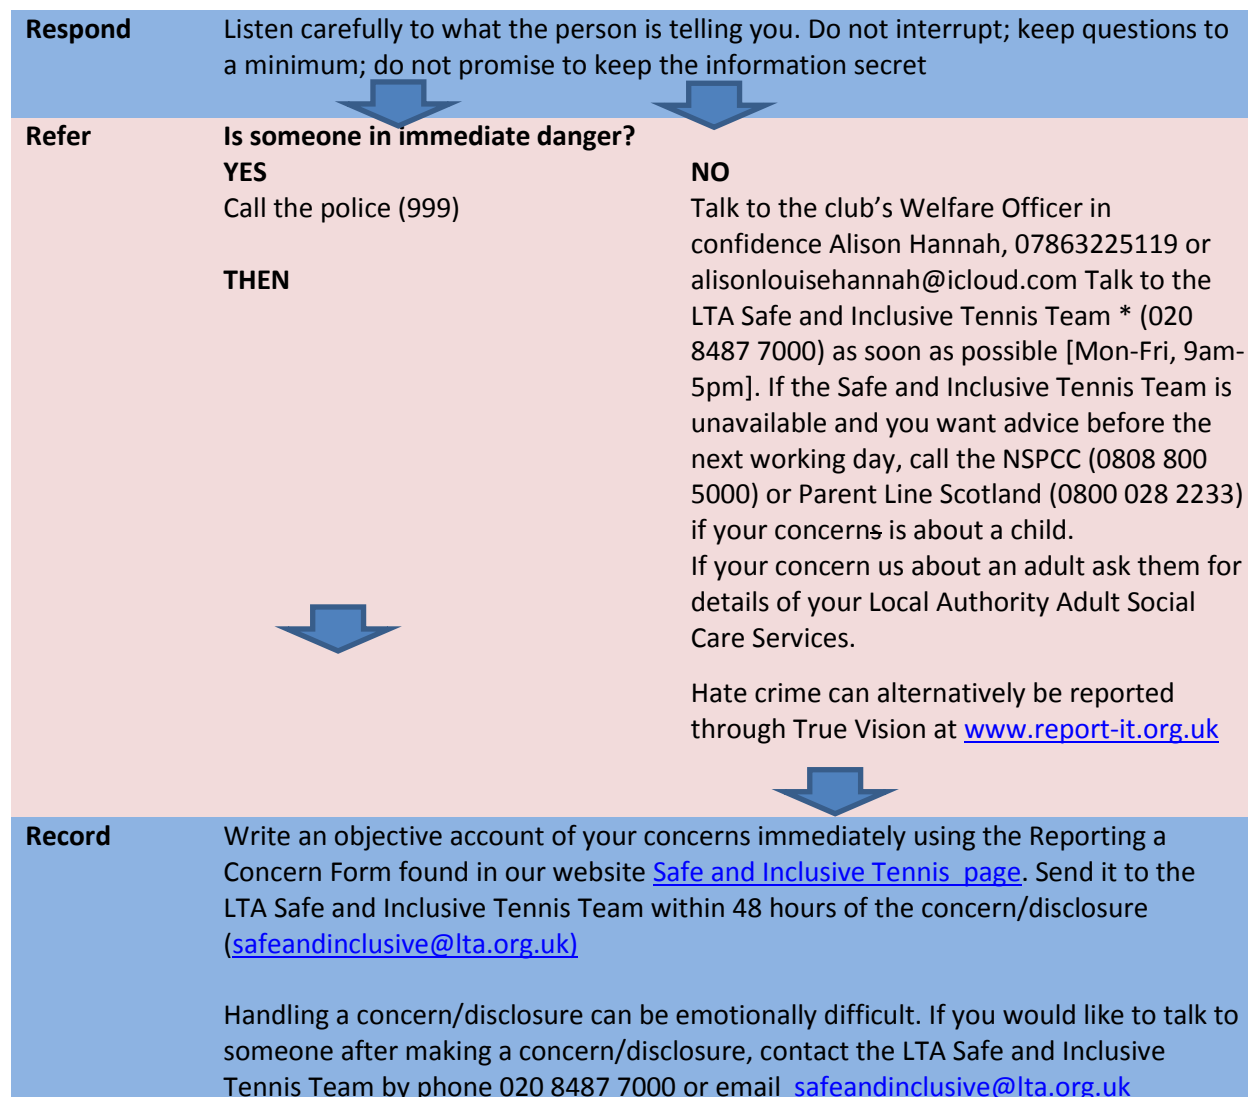 Respond Listen carefully to what the person is telling you. Do not interrupt; keep questions to
a minimum; do not promise to keep the information secret
Refer Is someone in immediate danger?
YES
Call the police (999)
THEN
NO
Talk to the club’s Welfare Officer in
confidence Alison Hannah, 07863225119 or
alisonlouisehannah@icloud.com Talk to the
LTA Safe and Inclusive Tennis Team * (020
8487 7000) as soon as possible [Mon-Fri, 9am-
5pm]. If the Safe and Inclusive Tennis Team is
unavailable and you want advice before the
next working day, call the NSPCC (0808 800
5000) or Parent Line Scotland (0800 028 2233)
if your concerns is about a child.
If your concern us about an adult ask them for
details of your Local Authority Adult Social
Care Services.
Hate crime can alternatively be reported
through True Vision at www.report-it.org.uk
Record Write an objective account of your concerns immediately using the Reporting a
Concern Form found in our website Safe and Inclusive Tennis  page. Send it to the
LTA Safe and Inclusive Tennis Team within 48 hours of the concern/disclosure
(safeandinclusive@lta.org.uk)
Handling a concern/disclosure can be emotionally difficult. If you would like to talk to
someone after making a concern/disclosure, contact the LTA Safe and Inclusive
Tennis Team by phone 020 8487 7000 or email  safeandinclusive@lta.org.uk